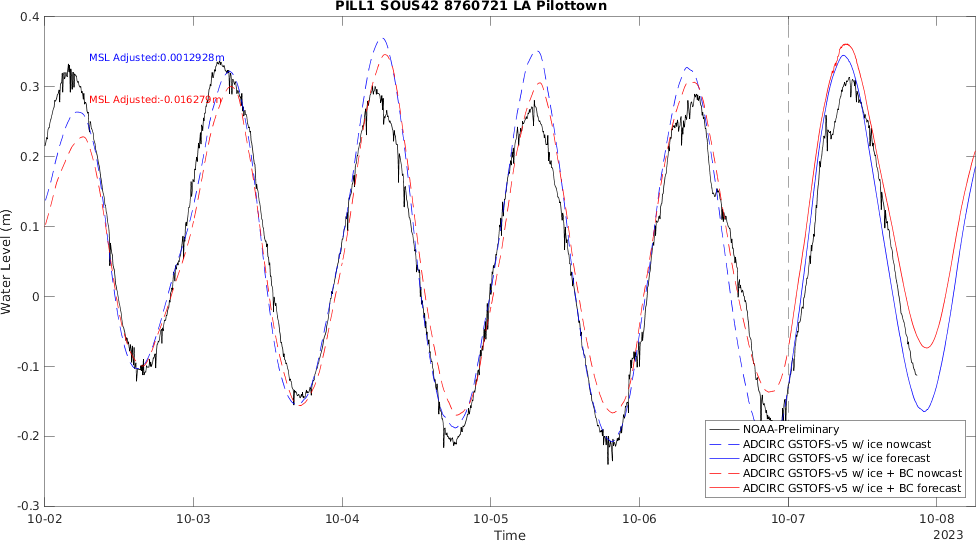 PILL1 SOUS42 8760721 LA Pilottown
0.4
0.3
0.2
0.1
0
-0.1
-0.2
-0.3
Water Level (m)
MSL Adjusted:0.0012928m
MSL Adjusted:-0.016279m
NOAA-Preliminary
ADCIRC GSTOFS-v5 w/ ice nowcast
ADCIRC GSTOFS-v5 w/ ice forecast
ADCIRC GSTOFS-v5 w/ ice + BC nowcast
ADCIRC GSTOFS-v5 w/ ice + BC forecast
10-02 10-03 10-04 10-05 10-06 10-07 10-08
Time
2023